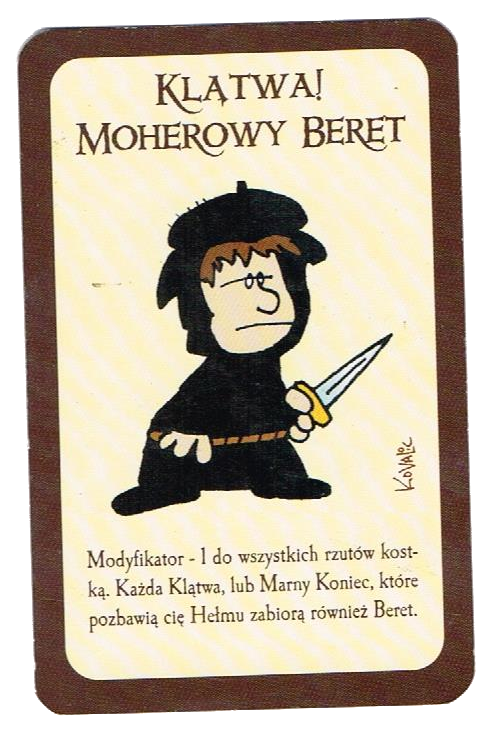 Klątwa!
Moherowy Beret
Kovalic
Modyfikator - 1 do wszystkich rzutów kost-
ką. Każda Klątwa, lub Marny Koniec, które
pozbawią cię Hełmu zabiorą również Beret.